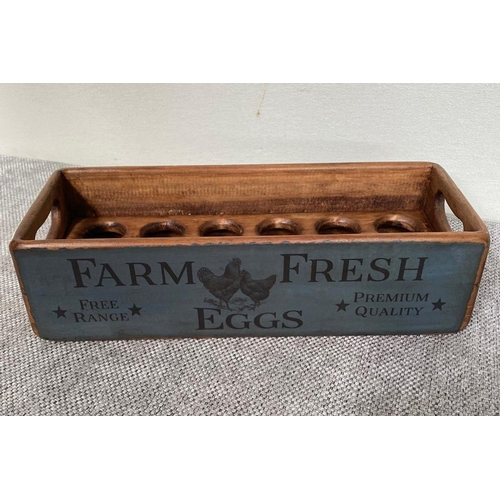 FARM FRESH
FREE RANGE
EGGS
PREMIUM QUALITY